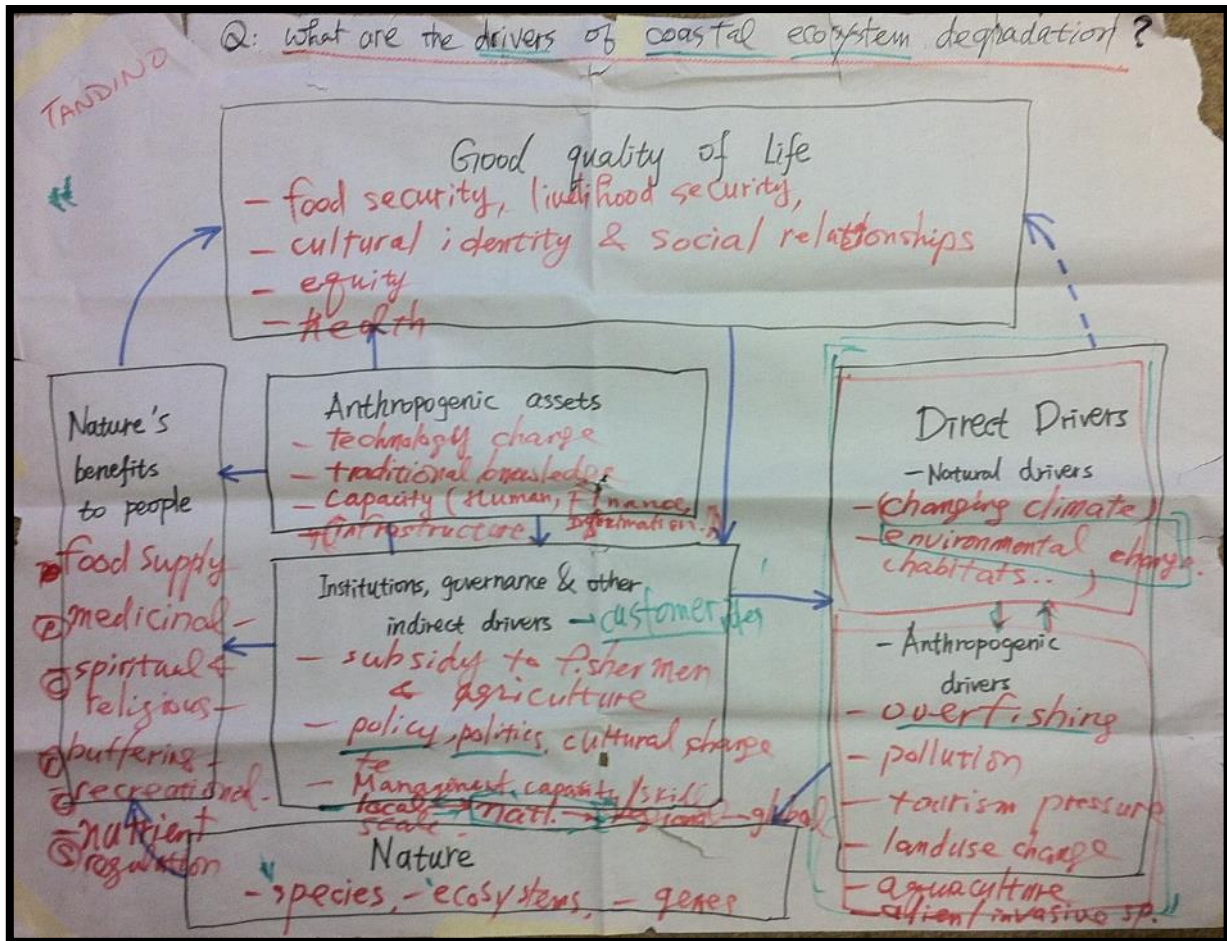 Q: What are the drivers of coastal ecosystem degradation?
TANDING
Good quality of Life
- food security, livelihood security,
- cultural identity & social relationships
- equity
- Health
Nature's
benefits
to people
food supply
medicinal -
spiritual &
religious -
buffering -
recreational.
nutrient
regulation
Anthropogenic assets
- technology change
- traditional knowledge
- Capacity (Human, Finance,
Information.)
- Infrastructure
Institutions, governance & other
indirect drivers → customer
- subsidy to fishermen
& agriculture
- policy, politics, cultural change
- Management capacity/skill
local → natl. → regional - global
scale
Nature
- species, - ecosystems, - genes
Direct Drivers
- Natural drivers
- (changing climate)
- environmental change.
habitats.. )
- Anthropogenic
drivers
- overfishing
- pollution
- tourism pressure
- landuse change
- aquaculture
- alien/invasive sp.